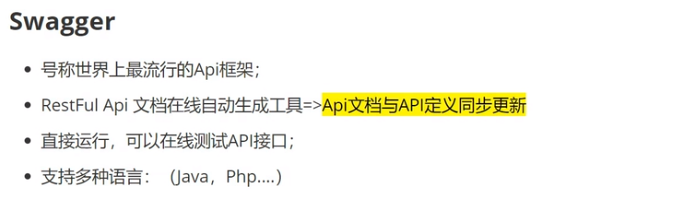 Swagger
号称世界上最流行的Api框架；
RestFul Api 文档在线自动生成工具=>Api文档与API定义同步更新
直接运行，可以在线测试API接口；
支持多种语言：（Java，Php....）